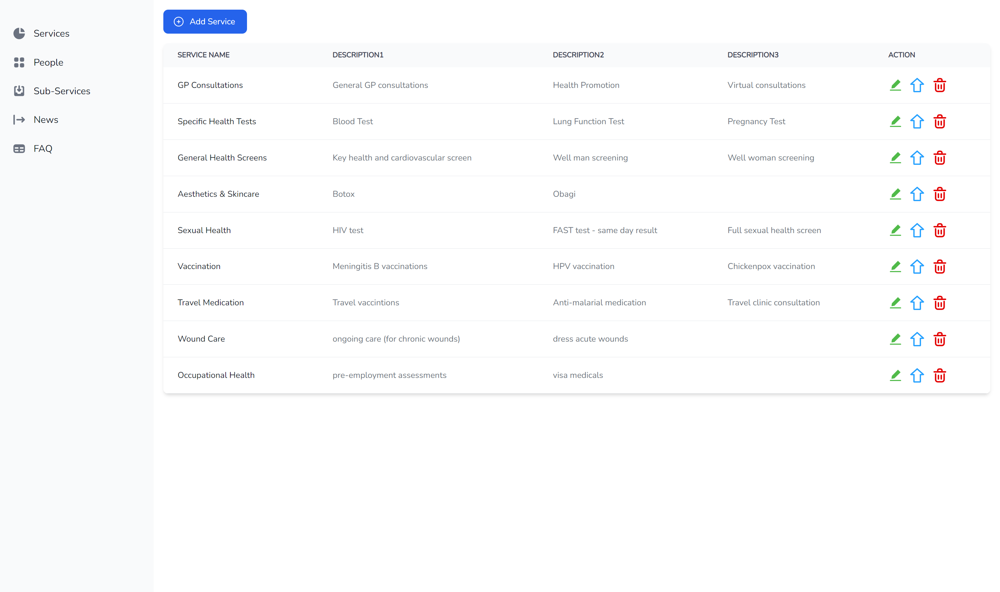 Services
People
Sub-Services
News
FAQ
Add Service
SERVICE NAME DESCRIPTION1 DESCRIPTION2 DESCRIPTION3 ACTION
GP Consultations General GP consultations Health Promotion Virtual consultations
Specific Health Tests Blood Test Lung Function Test Pregnancy Test
General Health Screens Key health and cardiovascular screen Well man screening Well woman screening
Aesthetics & Skincare Botox Obagi
Sexual Health HIV test FAST test - same day result Full sexual health screen
Vaccination Meningitis B vaccinations HPV vaccination Chickenpox vaccination
Travel Medication Travel vaccintions Anti-malarial medication Travel clinic consultation
Wound Care ongoing care (for chronic wounds) dress acute wounds
Occupational Health pre-employment assessments visa medicals